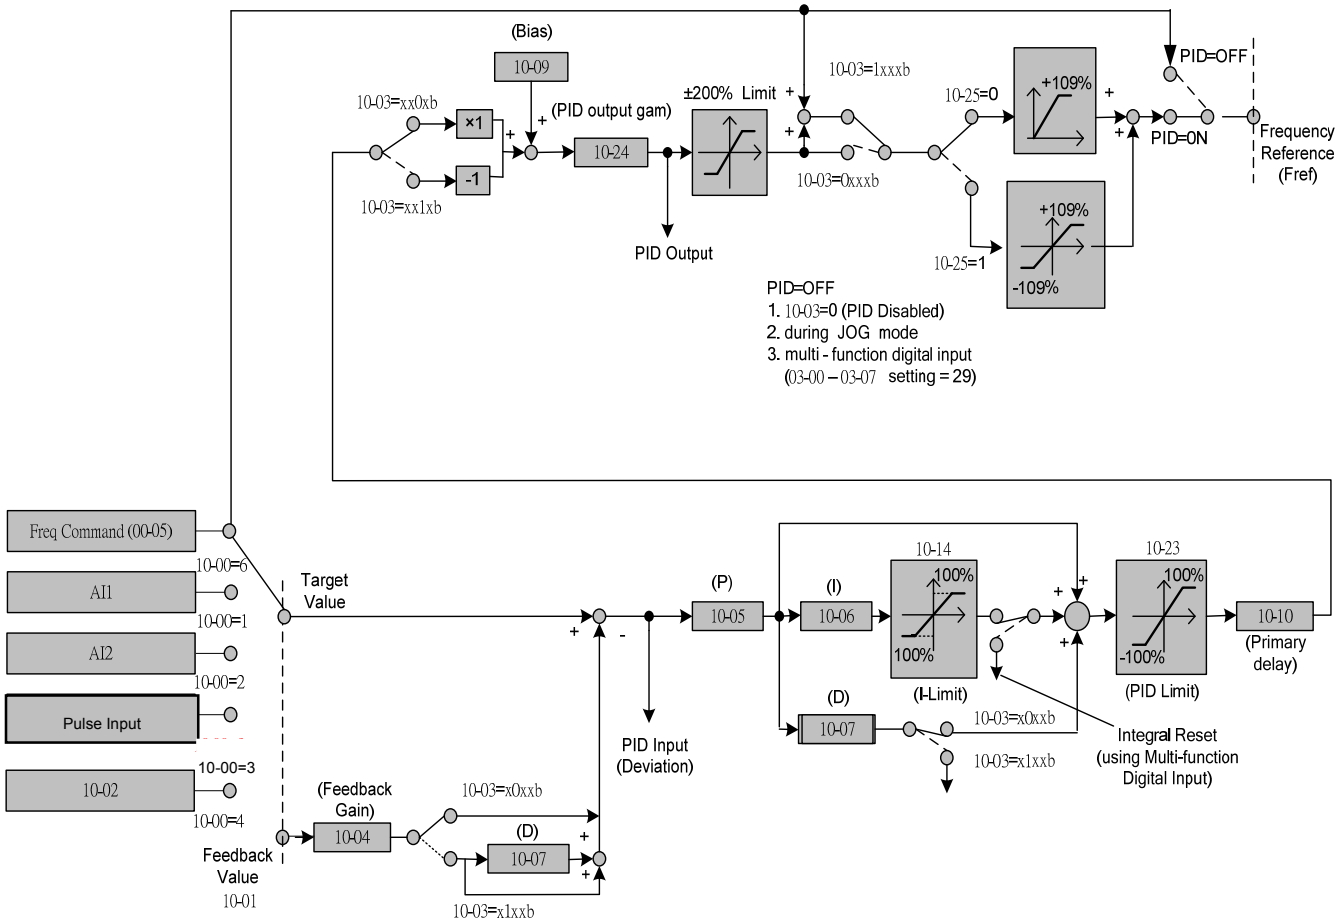 (Bias)
10-09
PID=OFF
10-03=1xxxb
±200% Limit
10-25=0
+109%
+
10-03=xx0xb
(PID output gam)
×1
+
+
+
+
+
+
10-24
PID=0N
Frequency
Reference
(Fref)
-1
10-03=0xxxb
10-03=xx1xb
+109%
-109%
PID Output
10-25=1
PID=OFF
1. 10-03=0 (PID Disabled)
2. during JOG mode
3. multi - function digital input
(03-00 – 03-07 setting = 29)
Freq Command (00-05)
10-00=6
AI1
10-00=1
AI2
10-00=2
Pulse Input
10-00=3
10-02
10-00=4
Target
Value
+
-
(P)
10-05
(I)
10-06
10-14
100%
100%
(I-Limit)
+
+
+
10-23
100%
-100%
(PID Limit)
10-10
(Primary
delay)
(D)
10-07
10-03=x0xxb
10-03=x1xxb
Integral Reset
(using Multi-function
Digital Input)
PID Input
(Deviation)
(Feedback
Gain)
10-04
10-03=x0xxb
(D)
10-07
+
+
10-03=x1xxb
Feedback
Value
10-01